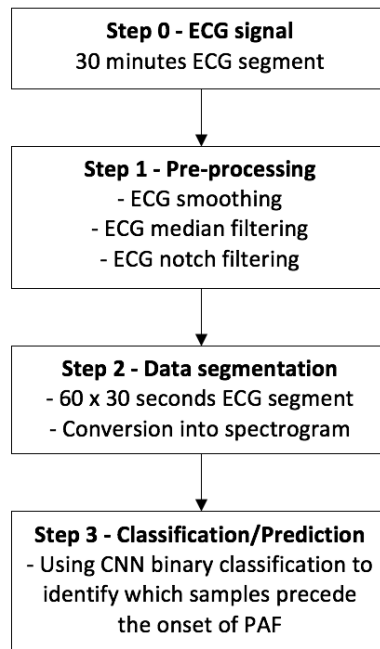 Step 0 - ECG signal
30 minutes ECG segment
Step 1 - Pre-processing
- ECG smoothing
- ECG median filtering
- ECG notch filtering
Step 2 - Data segmentation
- 60 x 30 seconds ECG segment
- Conversion into spectrogram
Step 3 - Classification/Prediction
- Using CNN binary classification to
identify which samples precede
the onset of PAF